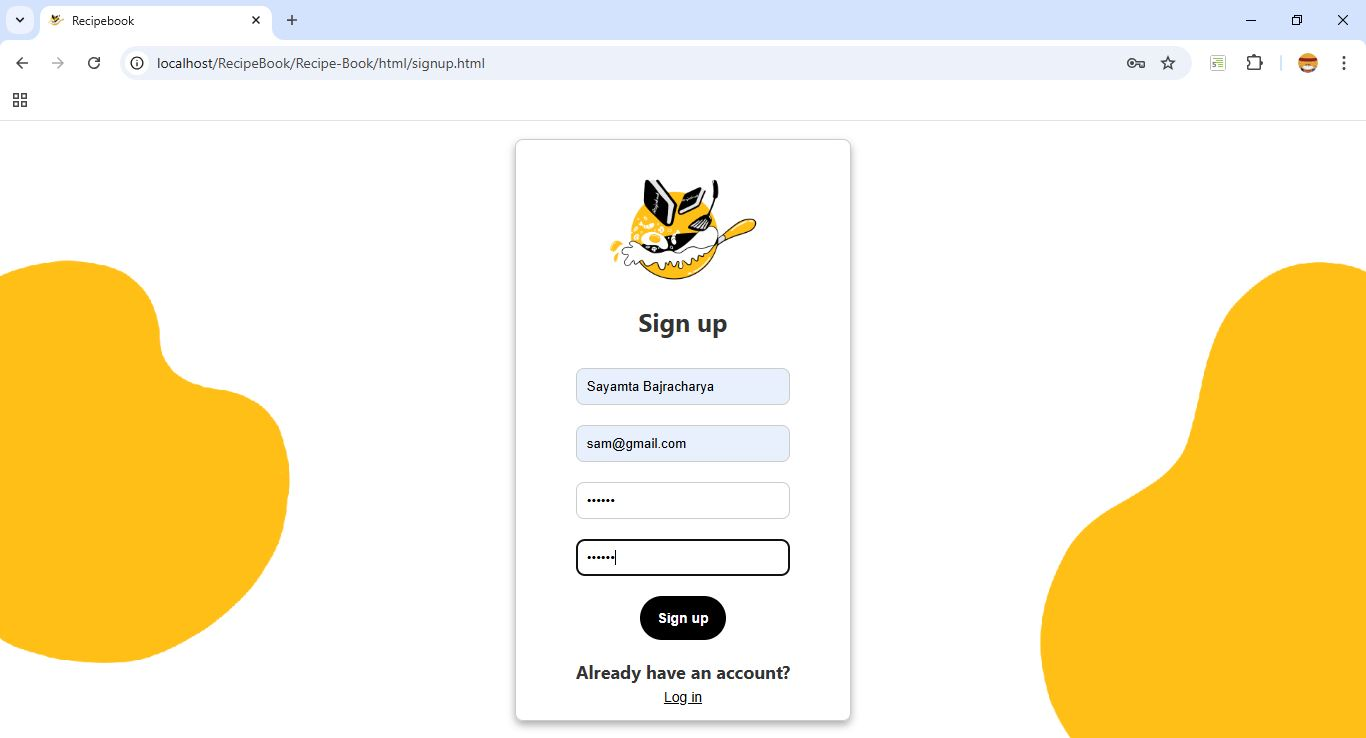 Recipebook
localhost/RecipeBook/Recipe-Book/html/signup.html
Sign up
Sayamta Bajracharya
sam@gmail.com
••••••
••••••
Sign up
Already have an account?
Log in